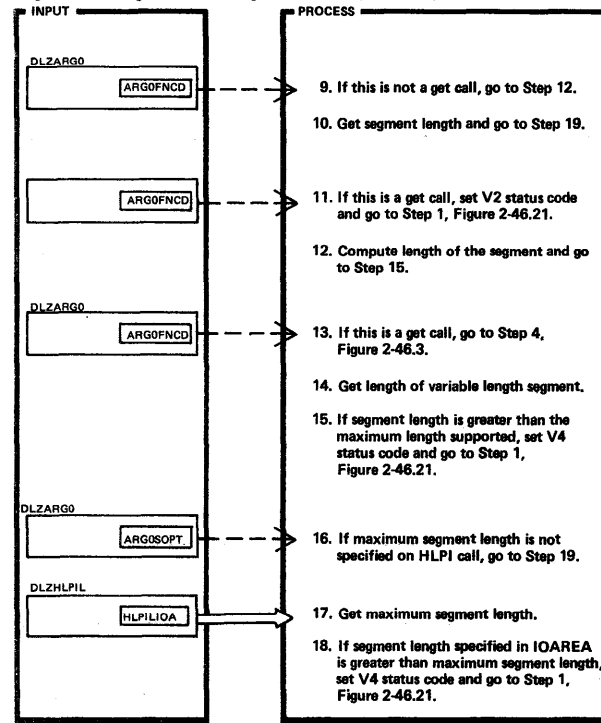 INPUT
PROCESS
DLZARG0
ARG0FNCD
9. If this is not a get call, go to Step 12.
10. Get segment length and go to Step 19.
ARG0FNCD
11. If this is a get call, set V2 status code
and go to Step 1, Figure 2-46.21.
12. Compute length of the segment and go
to Step 15.
DLZARG0
ARG0FNCD
13. If this is a get call, go to Step 4,
Figure 2-46.3.
14. Get length of variable length segment.
15. If segment length is greater than the
maximum length supported, set V4
status code and go to Step 1,
Figure 2-46.21.
DLZARG0
ARG0SOPT
16. If maximum segment length is not
specified on HLPI call, go to Step 19.
DLZHLPIL
HLPILIOA
17. Get maximum segment length.
18. If segment length specified in IOAREA
is greater than maximum segment length,
set V4 status code and go to Step 1,
Figure 2-46.21.